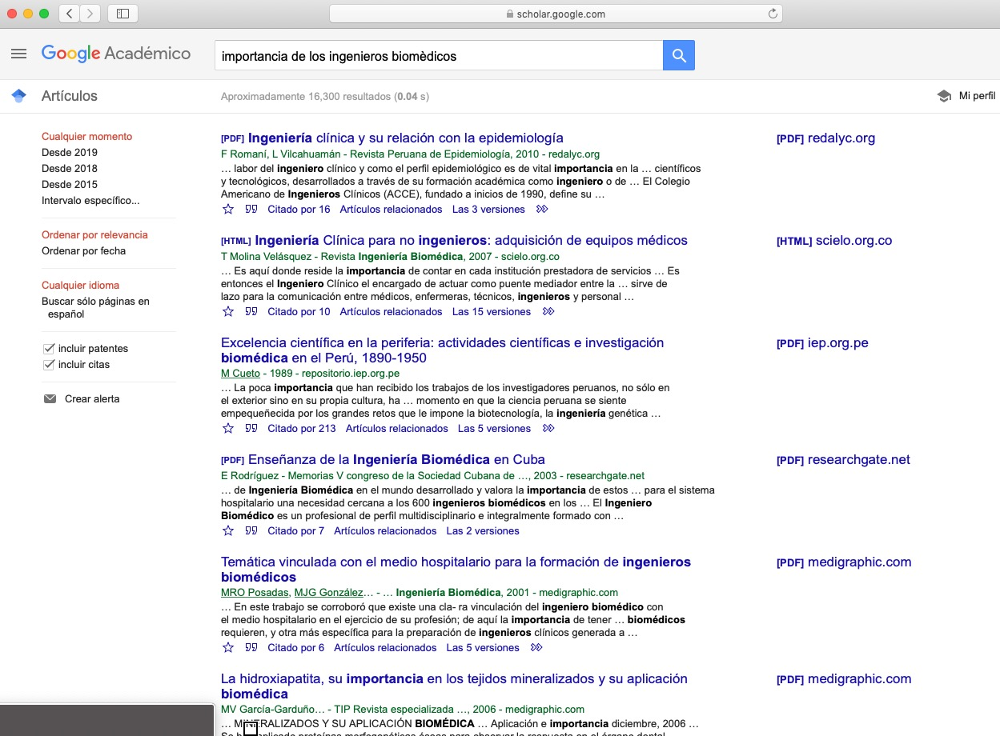 scholar.google.com
Google Académico
importancia de los ingenieros biomèdicos
Artículos
Aproximadamente 16,300 resultados (0.04 s)
Mi perfil
Cualquier momento
Desde 2019
Desde 2018
Desde 2015
Intervalo específico...
Ordenar por relevancia
Ordenar por fecha
Cualquier idioma
Buscar sólo páginas en
español
incluir patentes
incluir citas
Crear alerta
[PDF] Ingeniería clínica y su relación con la epidemiología
F Romaní, L Vilcahuamán - Revista Peruana de Epidemiología, 2010 - redalyc.org
… labor del ingeniero clínico y como el perfil epidemiológico es de vital importancia en la … científicos
y tecnológicos, desarrollados a través de su formación académica como ingeniero o de … El Colegio
Americano de Ingenieros Clínicos (ACCE), fundado a inicios de 1990, define su …
Citado por 16 Artículos relacionados Las 3 versiones
[PDF] redalyc.org
[HTML] Ingeniería Clínica para no ingenieros: adquisición de equipos médicos
T Molina Velásquez - Revista Ingeniería Biomédica, 2007 - scielo.org.co
… Es aquí donde reside la importancia de contar en cada institución prestadora de servicios … Es
entonces el Ingeniero Clínico el encargado de actuar como puente mediador entre la … sirve de
lazo para la comunicación entre médicos, enfermeras, técnicos, ingenieros y personal …
Citado por 10 Artículos relacionados Las 15 versiones
[HTML] scielo.org.co
Excelencia científica en la periferia: actividades científicas e investigación
biomédica en el Perú, 1890-1950
M Cueto - 1989 - repositorio.iep.org.pe
… La poca importancia que han recibido los trabajos de los investigadores peruanos, no sólo en
el exterior sino en su propia cultura, ha … momento en que la ciencia peruana se siente
empequeñecida por los grandes retos que le impone la biotecnología, la ingeniería genética …
Citado por 213 Artículos relacionados Las 5 versiones
[PDF] iep.org.pe
[PDF] Enseñanza de la Ingeniería Biomédica en Cuba
E Rodríguez - Memorias V congreso de la Sociedad Cubana de …, 2003 - researchgate.net
… de Ingeniería Biomédica en el mundo desarrollado y valora la importancia de estos … para el sistema
hospitalario una necesidad cercana a los 600 ingenieros biomédicos en los … El Ingeniero
Biomédico es un profesional de perfil multidisciplinario e integralmente formado con …
Citado por 7 Artículos relacionados Las 2 versiones
[PDF] researchgate.net
Temática vinculada con el medio hospitalario para la formación de ingenieros
biomédicos
MRO Posadas, MJG González… - … Ingeniería Biomédica, 2001 - medigraphic.com
… En este trabajo se corroboró que existe una cla- ra vinculación del ingeniero biomédico con
el medio hospitalario en el ejercicio de su profesión; de aquí la importancia de tener … biomédicos
requieren, y otra más específica para la preparación de ingenieros clínicos generada a …
Citado por 6 Artículos relacionados Las 5 versiones
[PDF] medigraphic.com
La hidroxiapatita, su importancia en los tejidos mineralizados y su aplicación
biomédica
MV García-Garduño… - TIP Revista especializada …, 2006 - medigraphic.com
… MINERALIZADOS Y SU APLICACIÓN BIOMÉDICA … Aplicación e importancia diciembre, 2006 …
[PDF] medigraphic.com